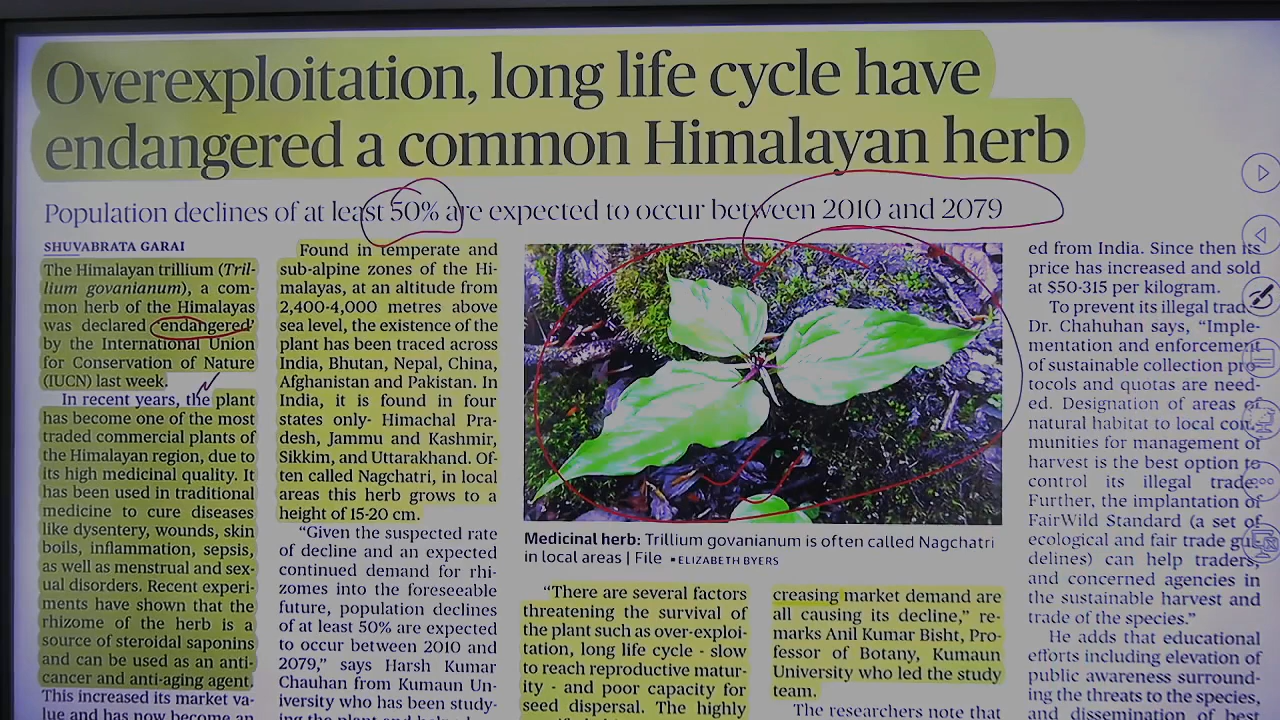 Overexploitation, long life cycle have
endangered a common Himalayan herb
Population declines of at least 50% are expected to occur between 2010 and 2079
SHUVABRATA GARAI
The Himalayan trillium (Tril-
lium govanianum), a com-
mon herb of the Himalayas
was declared 'endangered'
by the International Union
for Conservation of Nature
(IUCN) last week.
In recent years, the plant
has become one of the most
traded commercial plants of
the Himalayan region, due to
its high medicinal quality. It
has been used in traditional
medicine to cure diseases
like dysentery, wounds, skin
boils, inflammation, sepsis,
as well as menstrual and sex-
ual disorders. Recent experi-
ments have shown that the
rhizome of the herb is a
source of steroidal saponins
and can be used as an anti-
cancer and anti-aging agent.
This increased its market va-
lue and has now become an
Found in temperate and
sub-alpine zones of the Hi-
malayas, at an altitude from
2,400-4,000 metres above
sea level, the existence of the
plant has been traced across
India, Bhutan, Nepal, China,
Afghanistan and Pakistan. In
India, it is found in four
states only- Himachal Pra-
desh, Jammu and Kashmir,
Sikkim, and Uttarakhand. Of-
ten called Nagchatri, in local
areas this herb grows to a
height of 15-20 cm.
"Given the suspected rate
of decline and an expected
continued demand for rhi-
zomes into the foreseeable
future, population declines
of at least 50% are expected
to occur between 2010 and
2079," says Harsh Kumar
Chauhan from Kumaun Un-
iversity who has been study-
ing the plant and helped
Medicinal herb: Trillium govanianum is often called Nagchatri
in local areas | File ▪ ELIZABETH BYERS
"There are several factors
threatening the survival of
the plant such as over-exploi-
tation, long life cycle - slow
to reach reproductive matur-
ity - and poor capacity for
seed dispersal. The highly
creasing market demand are
all causing its decline," re-
marks Anil Kumar Bisht, Pro-
fessor of Botany, Kumaun
University who led the study
team.
The researchers note that
ed from India. Since then its
price has increased and sold
at $50-315 per kilogram.
To prevent its illegal trade
Dr. Chahuhan says, "Imple-
mentation and enforcement
of sustainable collection pro-
tocols and quotas are need-
ed. Designation of areas of
natural habitat to local com-
munities for management of
harvest is the best option to
control its illegal trade.
Further, the implantation of
FairWild Standard (a set of
ecological and fair trade gui-
delines) can help traders,
and concerned agencies in
the sustainable harvest and
trade of the species."
He adds that educational
efforts including elevation of
public awareness surround-
ing the threats to the species,
and dissemination of best